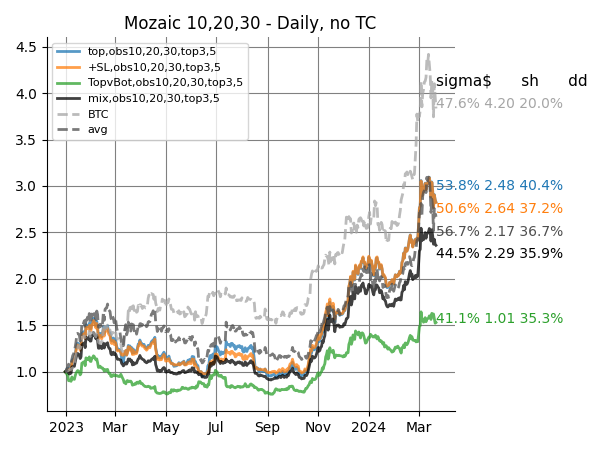 Mozaic 10,20,30 - Daily, no TC
top,obs10,20,30,top3,5
+SL,obs10,20,30,top3,5
TopvBot,obs10,20,30,top3,5
mix,obs10,20,30,top3,5
BTC
avg
sigma$ sh dd
47.6% 4.20 20.0%
53.8% 2.48 40.4%
50.6% 2.64 37.2%
56.7% 2.17 36.7%
44.5% 2.29 35.9%
41.1% 1.01 35.3%
4.5
4.0
3.5
3.0
2.5
2.0
1.5
1.0
2023 Mar May Jul Sep Nov 2024 Mar